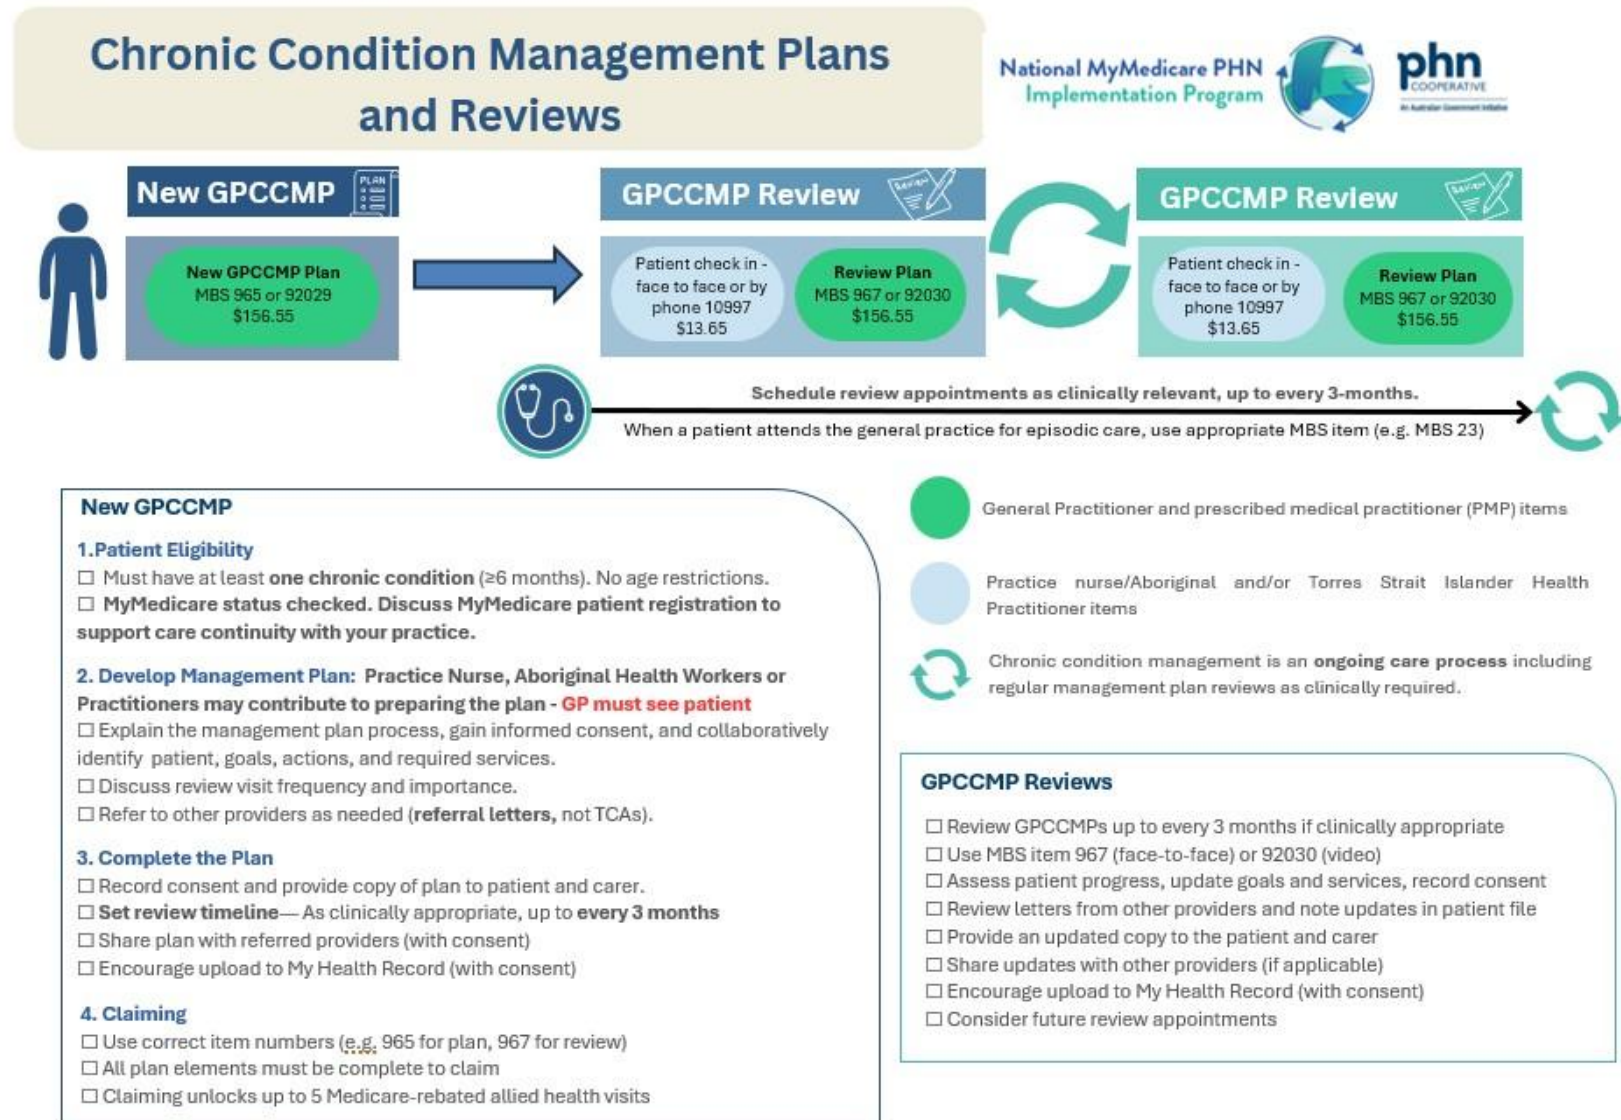 Chronic Condition Management Plans
and Reviews
National MyMedicare PHN
Implementation Program
phn
COOPERATIVE
An Australian Government Initiative
New GPCCMP
PLAN
GPCCMP Review
Review
GPCCMP Review
Review
New GPCCMP Plan
MBS 965 or 92029
$156.55
Patient check in -
face to face or by
phone 10997
$13.65
Review Plan
MBS 967 or 92030
$156.55
Patient check in -
face to face or by
phone 10997
$13.65
Review Plan
MBS 967 or 92030
$156.55
Schedule review appointments as clinically relevant, up to every 3-months.
When a patient attends the general practice for episodic care, use appropriate MBS item (e.g. MBS 23)
New GPCCMP
1.Patient Eligibility
☐ Must have at least one chronic condition (≥6 months). No age restrictions.
☐ MyMedicare status checked. Discuss MyMedicare patient registration to
support care continuity with your practice.
2. Develop Management Plan: Practice Nurse, Aboriginal Health Workers or
Practitioners may contribute to preparing the plan - GP must see patient
☐ Explain the management plan process, gain informed consent, and collaboratively
identify patient, goals, actions, and required services.
☐ Discuss review visit frequency and importance.
☐ Refer to other providers as needed (referral letters, not TCAs).
3. Complete the Plan
☐ Record consent and provide copy of plan to patient and carer.
☐ Set review timeline— As clinically appropriate, up to every 3 months
☐ Share plan with referred providers (with consent)
☐ Encourage upload to My Health Record (with consent)
4. Claiming
☐ Use correct item numbers (e.g. 965 for plan, 967 for review)
☐ All plan elements must be complete to claim
☐ Claiming unlocks up to 5 Medicare-rebated allied health visits
General Practitioner and prescribed medical practitioner (PMP) items
Practice nurse/Aboriginal and/or Torres Strait Islander Health
Practitioner items
Chronic condition management is an ongoing care process including
regular management plan reviews as clinically required.
GPCCMP Reviews
☐ Review GPCCMPs up to every 3 months if clinically appropriate
☐ Use MBS item 967 (face-to-face) or 92030 (video)
☐ Assess patient progress, update goals and services, record consent
☐ Review letters from other providers and note updates in patient file
☐ Provide an updated copy to the patient and carer
☐ Share updates with other providers (if applicable)
☐ Encourage upload to My Health Record (with consent)
☐ Consider future review appointments